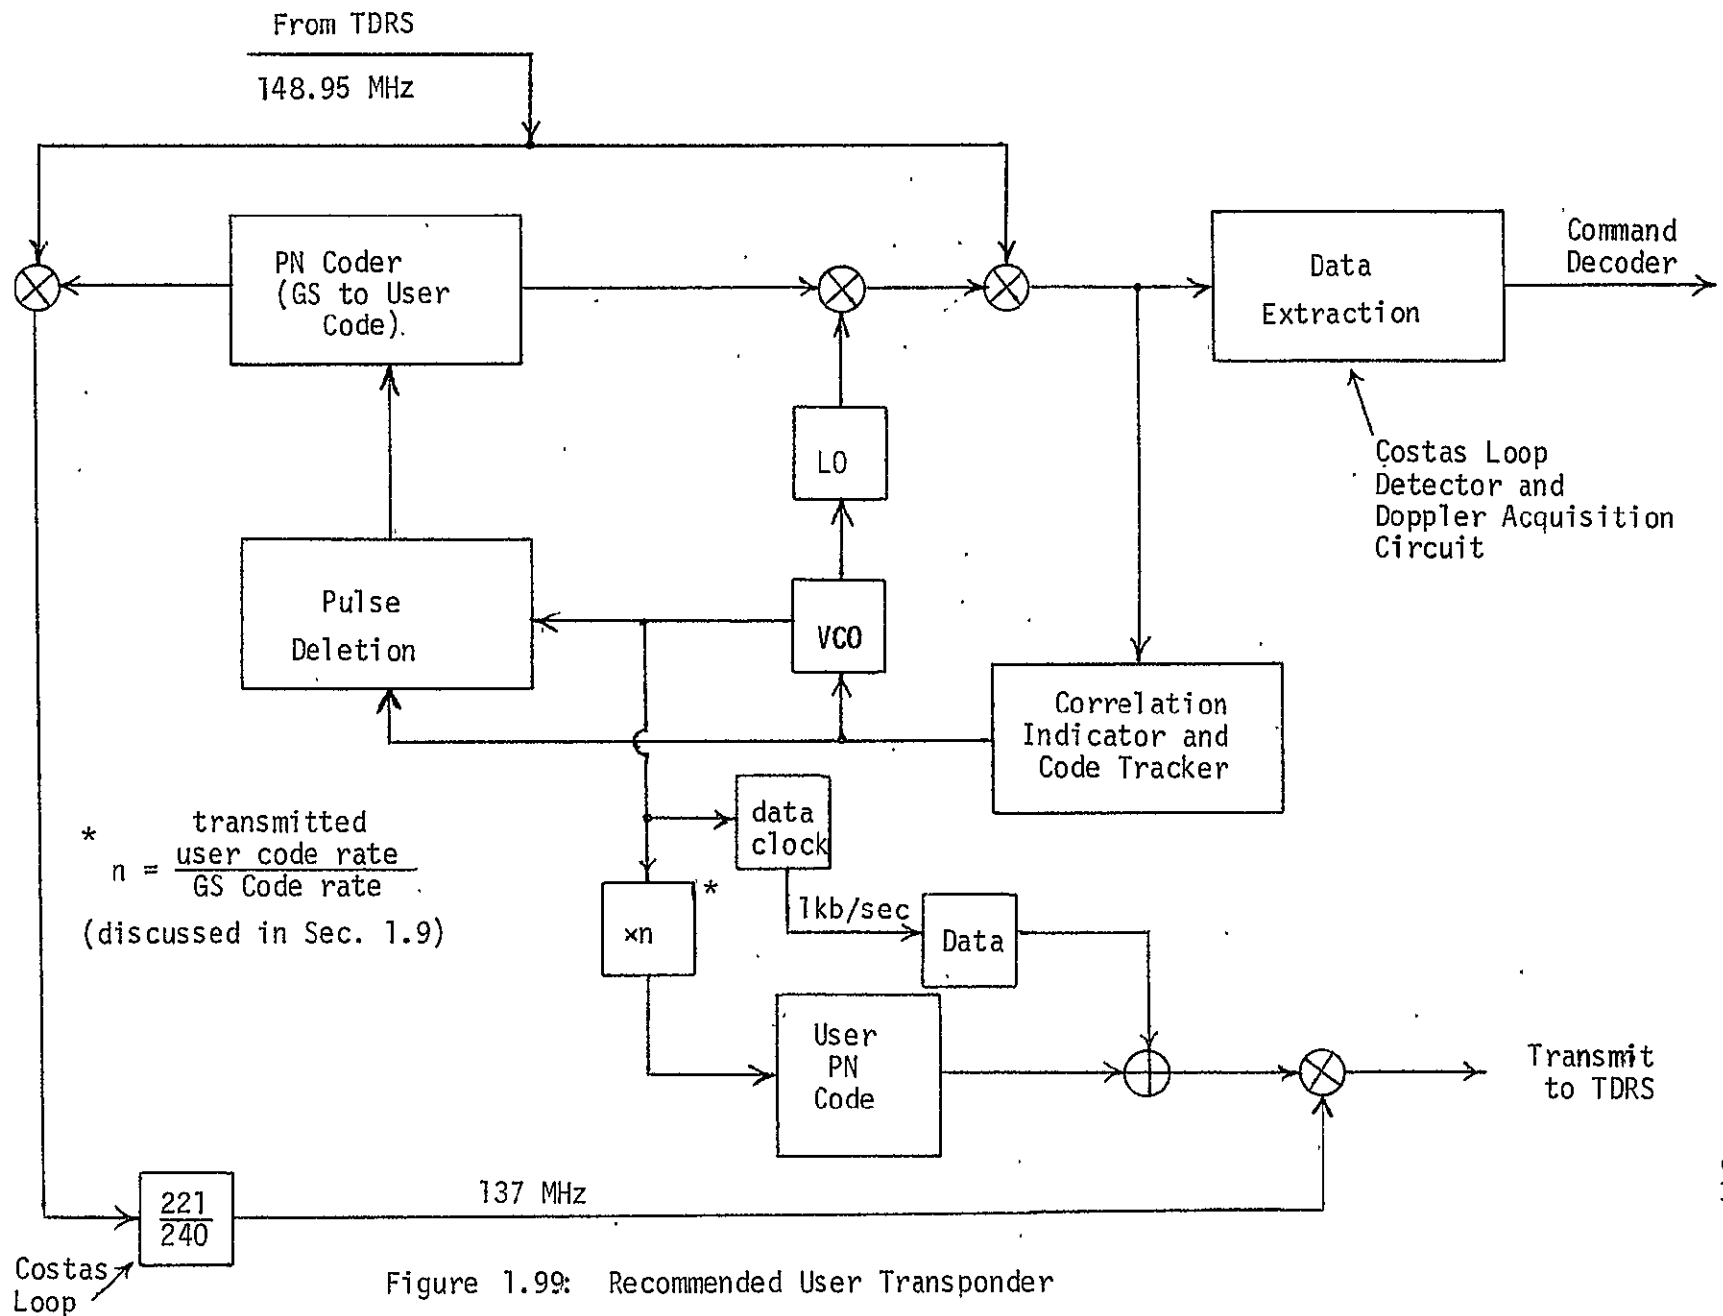 From TDRS
148.95 MHz
PN Coder
(GS to User
Code).
Data
Extraction
Command
Decoder
LO
Costas Loop
Detector and
Doppler Acquisition
Circuit
Pulse
Deletion
VCO
Correlation
Indicator and
Code Tracker
* transmitted
n = user code rate
GS Code rate
(discussed in Sec. 1.9)
data
clock
×n *
1kb/sec
Data
User
PN
Code
Transmit
to TDRS
221
240
137 MHz
Costas
Loop
Figure 1.99: Recommended User Transponder